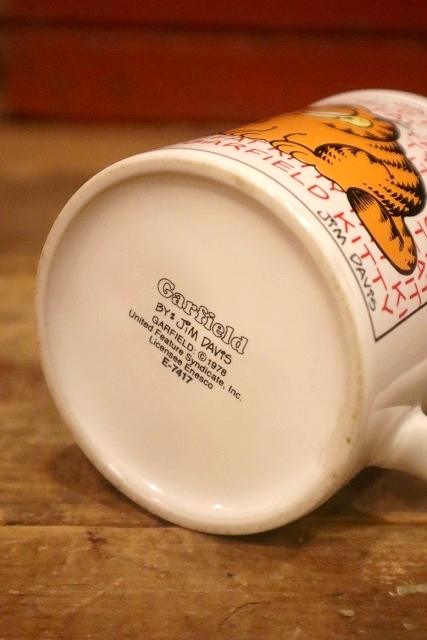 Garfield
BY: JIM DAVIS
GARFIELD: ©1978
United Feature Syndicate, Inc.
Licensee Enesco
E-7417
GARFIELD KITTY
JIM DAVIS